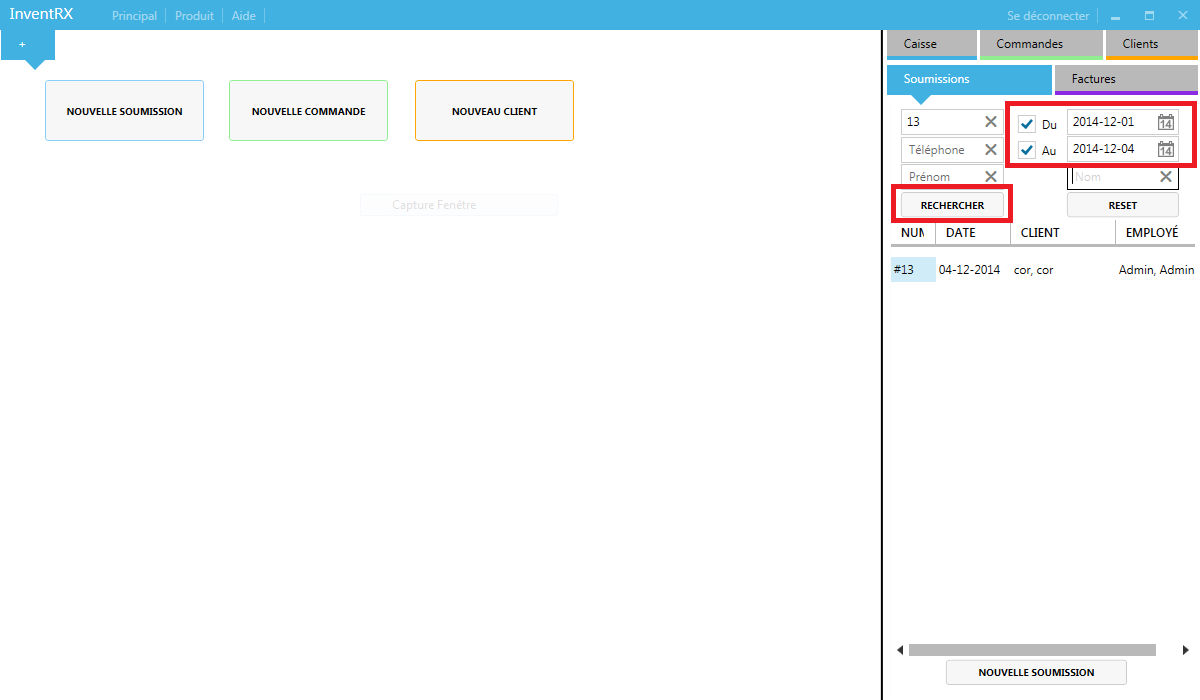 InventRX Principal Produit Aide Se déconnecter
+
Caisse Commandes Clients
Soumissions Factures
NOUVELLE SOUMISSION NOUVELLE COMMANDE NOUVEAU CLIENT
13 Du 2014-12-01 14
Téléphone Au 2014-12-04 14
Prénom Nom
Capture Fenêtre
RECHERCHER RESET
NUM DATE CLIENT EMPLOYÉ
#13 04-12-2014 cor, cor Admin, Admin
NOUVELLE SOUMISSION